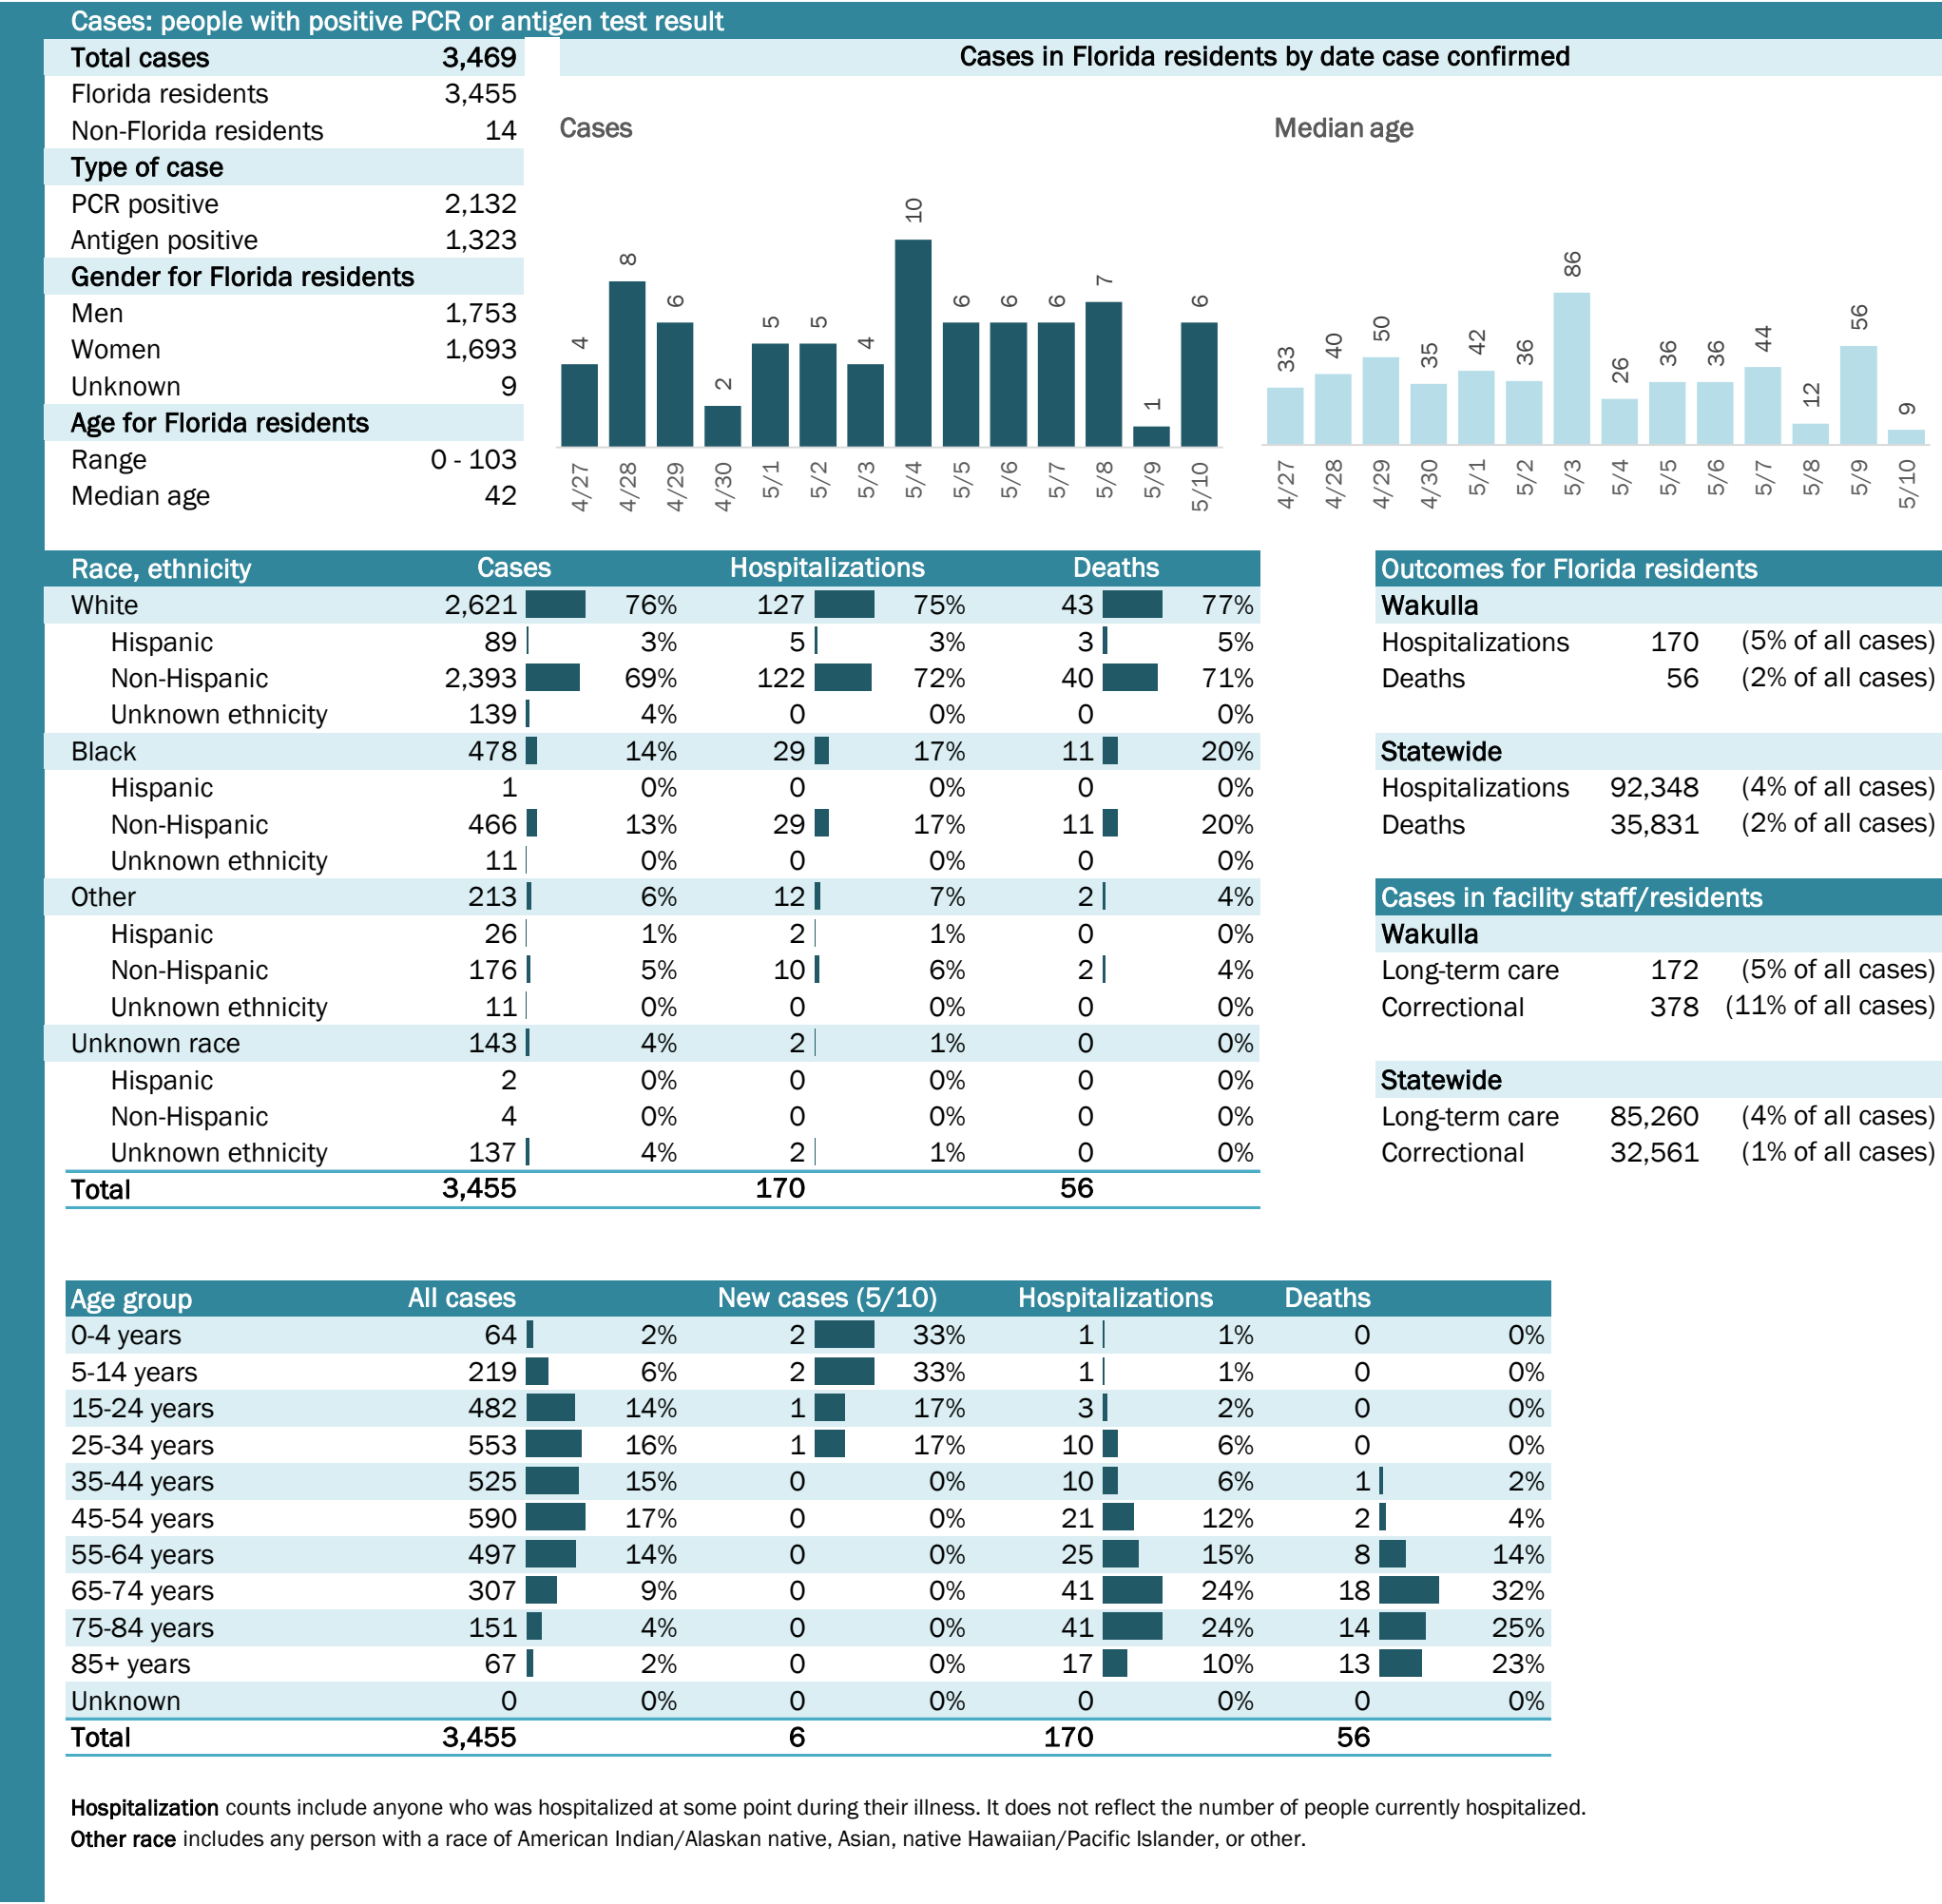 Cases: people with positive PCR or antigen test result
Total cases 3,469
Florida residents 3,455
Non-Florida residents 14
Type of case
PCR positive 2,132
Antigen positive 1,323
Gender for Florida residents
Men 1,753
Women 1,693
Unknown 9
Age for Florida residents
Range 0 - 103
Median age 42
Cases in Florida residents by date case confirmed
Cases
4 8 6 2 5 5 4 10 6 6 6 7 1 6
4/27 4/28 4/29 4/30 5/1 5/2 5/3 5/4 5/5 5/6 5/7 5/8 5/9 5/10
Median age
33 40 50 35 42 36 86 26 36 36 44 12 56 9
4/27 4/28 4/29 4/30 5/1 5/2 5/3 5/4 5/5 5/6 5/7 5/8 5/9 5/10
Race, ethnicity Cases Hospitalizations Deaths
White 2,621 76% 127 75% 43 77%
Hispanic 89 3% 5 3% 3 5%
Non-Hispanic 2,393 69% 122 72% 40 71%
Unknown ethnicity 139 4% 0 0% 0 0%
Black 478 14% 29 17% 11 20%
Hispanic 1 0% 0 0% 0 0%
Non-Hispanic 466 13% 29 17% 11 20%
Unknown ethnicity 11 0% 0 0% 0 0%
Other 213 6% 12 7% 2 4%
Hispanic 26 1% 2 1% 0 0%
Non-Hispanic 176 5% 10 6% 2 4%
Unknown ethnicity 11 0% 0 0% 0 0%
Unknown race 143 4% 2 1% 0 0%
Hispanic 2 0% 0 0% 0 0%
Non-Hispanic 4 0% 0 0% 0 0%
Unknown ethnicity 137 4% 2 1% 0 0%
Total 3,455 170 56
Outcomes for Florida residents
Wakulla
Hospitalizations 170 (5% of all cases)
Deaths 56 (2% of all cases)
Statewide
Hospitalizations 92,348 (4% of all cases)
Deaths 35,831 (2% of all cases)
Cases in facility staff/residents
Wakulla
Long-term care 172 (5% of all cases)
Correctional 378 (11% of all cases)
Statewide
Long-term care 85,260 (4% of all cases)
Correctional 32,561 (1% of all cases)
Age group All cases New cases (5/10) Hospitalizations Deaths
0-4 years 64 2% 2 33% 1 1% 0 0%
5-14 years 219 6% 2 33% 1 1% 0 0%
15-24 years 482 14% 1 17% 3 2% 0 0%
25-34 years 553 16% 1 17% 10 6% 0 0%
35-44 years 525 15% 0 0% 10 6% 1 2%
45-54 years 590 17% 0 0% 21 12% 2 4%
55-64 years 497 14% 0 0% 25 15% 8 14%
65-74 years 307 9% 0 0% 41 24% 18 32%
75-84 years 151 4% 0 0% 41 24% 14 25%
85+ years 67 2% 0 0% 17 10% 13 23%
Unknown 0 0% 0 0% 0 0% 0 0%
Total 3,455 6 170 56
Hospitalization counts include anyone who was hospitalized at some point during their illness. It does not reflect the number of people currently hospitalized.
Other race includes any person with a race of American Indian/Alaskan native, Asian, native Hawaiian/Pacific Islander, or other.